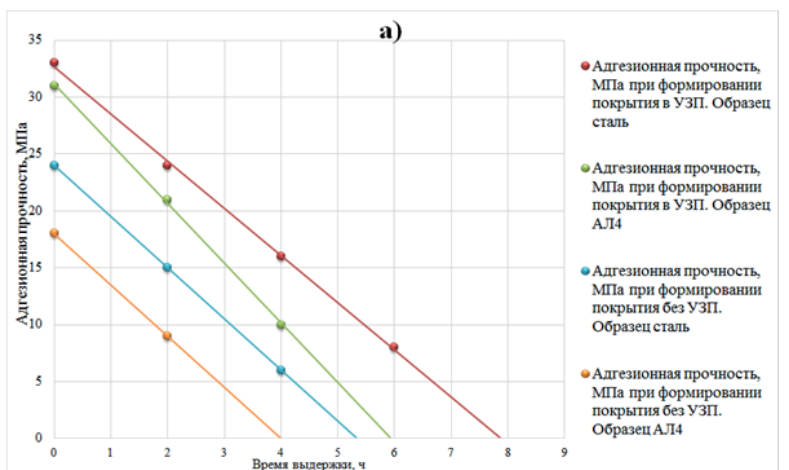 а)
35
30
25
20
15
10
5
0
Адгезионная прочность, МПа
0 1 2 3 4 5 6 7 8 9
Время выдержки, ч
Адгезионная прочность,
МПа при формировании
покрытия в УЗП. Образец
сталь
Адгезионная прочность,
МПа при формировании
покрытия в УЗП. Образец
АЛ4
Адгезионная прочность,
МПа при формировании
покрытия без УЗП.
Образец сталь
Адгезионная прочность,
МПа при формировании
покрытия без УЗП.
Образец АЛ4